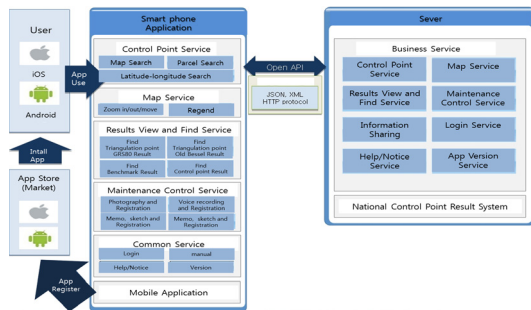 User
iOS
Android
App
Use
Intall
App
App Store
(Market)
App
Register
Smart phone
Application
Control Point Service
Map Search
Parcel Search
Latitude-longitude Search
Map Service
Zoom in/out/move
Regend
Results View and Find Service
Find
Triangulation point
GRS80 Result
Find
Triangulation point
Old Bessel Result
Find
Benchmark Result
Find
Control point Result
Maintenance Control Service
Photography and
Registration
Voice recording
and Registration
Memo, sketch and
Registration
Memo, sketch and
Registration
Common Service
Login
manual
Help/Notice
Version
Mobile Application
Open API
JSON, XML
HTTP protocol
Sever
Business Service
Control Point
Service
Map Service
Results View and
Find Service
Maintenance
Control Service
Information
Sharing
Login Service
Help/Notice
Service
App Version
Service
National Control Point Result System